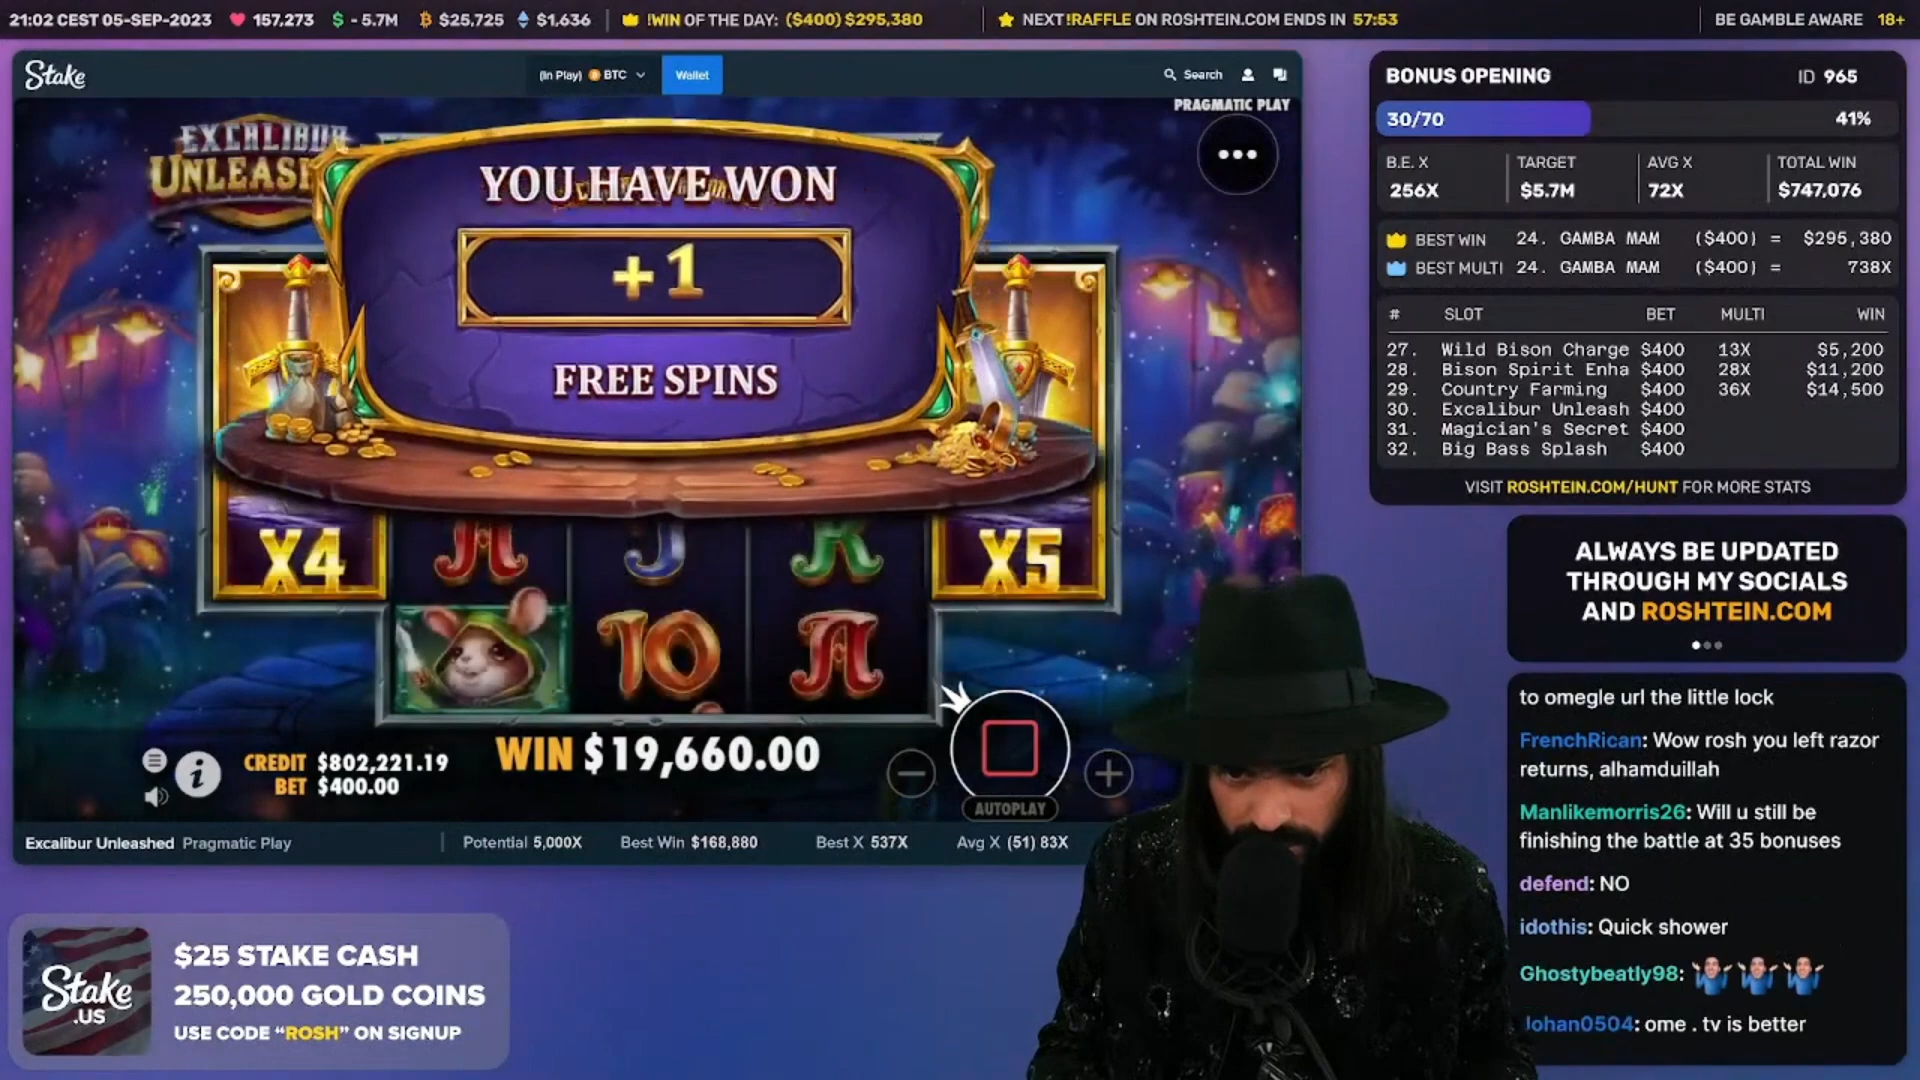 21:02 CEST 05-SEP-2023 157,273 $ - 5.7M $25,725 $1,636 !WIN OF THE DAY: ($400) $295,380 NEXT !RAFFLE ON ROSHTEIN.COM ENDS IN 57:53 BE GAMBLE AWARE 18+
Stake (In Play) BTC Wallet Search
PRAGMATIC PLAY
EXCALIBUR
YOU HAVE WON
+1
FREE SPINS
X4
X5
A J K
10 A
CREDIT $802,221.19
BET $400.00
WIN $19,660.00
AUTOPLAY
Excalibur Unleashed Pragmatic Play Potential 5,000X Best Win $168,880 Best X 537X Avg X (51) 83X
Stake
.US
$25 STAKE CASH
250,000 GOLD COINS
USE CODE “ROSH” ON SIGNUP
BONUS OPENING ID 965
30/70 41%
B.E. X TARGET AVG X TOTAL WIN
256X $5.7M 72X $747,076
BEST WIN 24. GAMBA MAM ($400) = $295,380
BEST MULTI 24. GAMBA MAM ($400) = 738X
# SLOT BET MULTI WIN
27. Wild Bison Charge $400 13X $5,200
28. Bison Spirit Enha $400 28X $11,200
29. Country Farming $400 36X $14,500
30. Excalibur Unleash $400
31. Magician's Secret $400
32. Big Bass Splash $400
VISIT ROSHTEIN.COM/HUNT FOR MORE STATS
ALWAYS BE UPDATED
THROUGH MY SOCIALS
AND ROSHTEIN.COM
to omegle url the little lock
FrenchRican: Wow rosh you left razor
returns, alhamduillah
Manlikemorris26: Will u still be
finishing the battle at 35 bonuses
defend: NO
idothis: Quick shower
Ghostybeatly98:
Johan0504: ome . tv is better